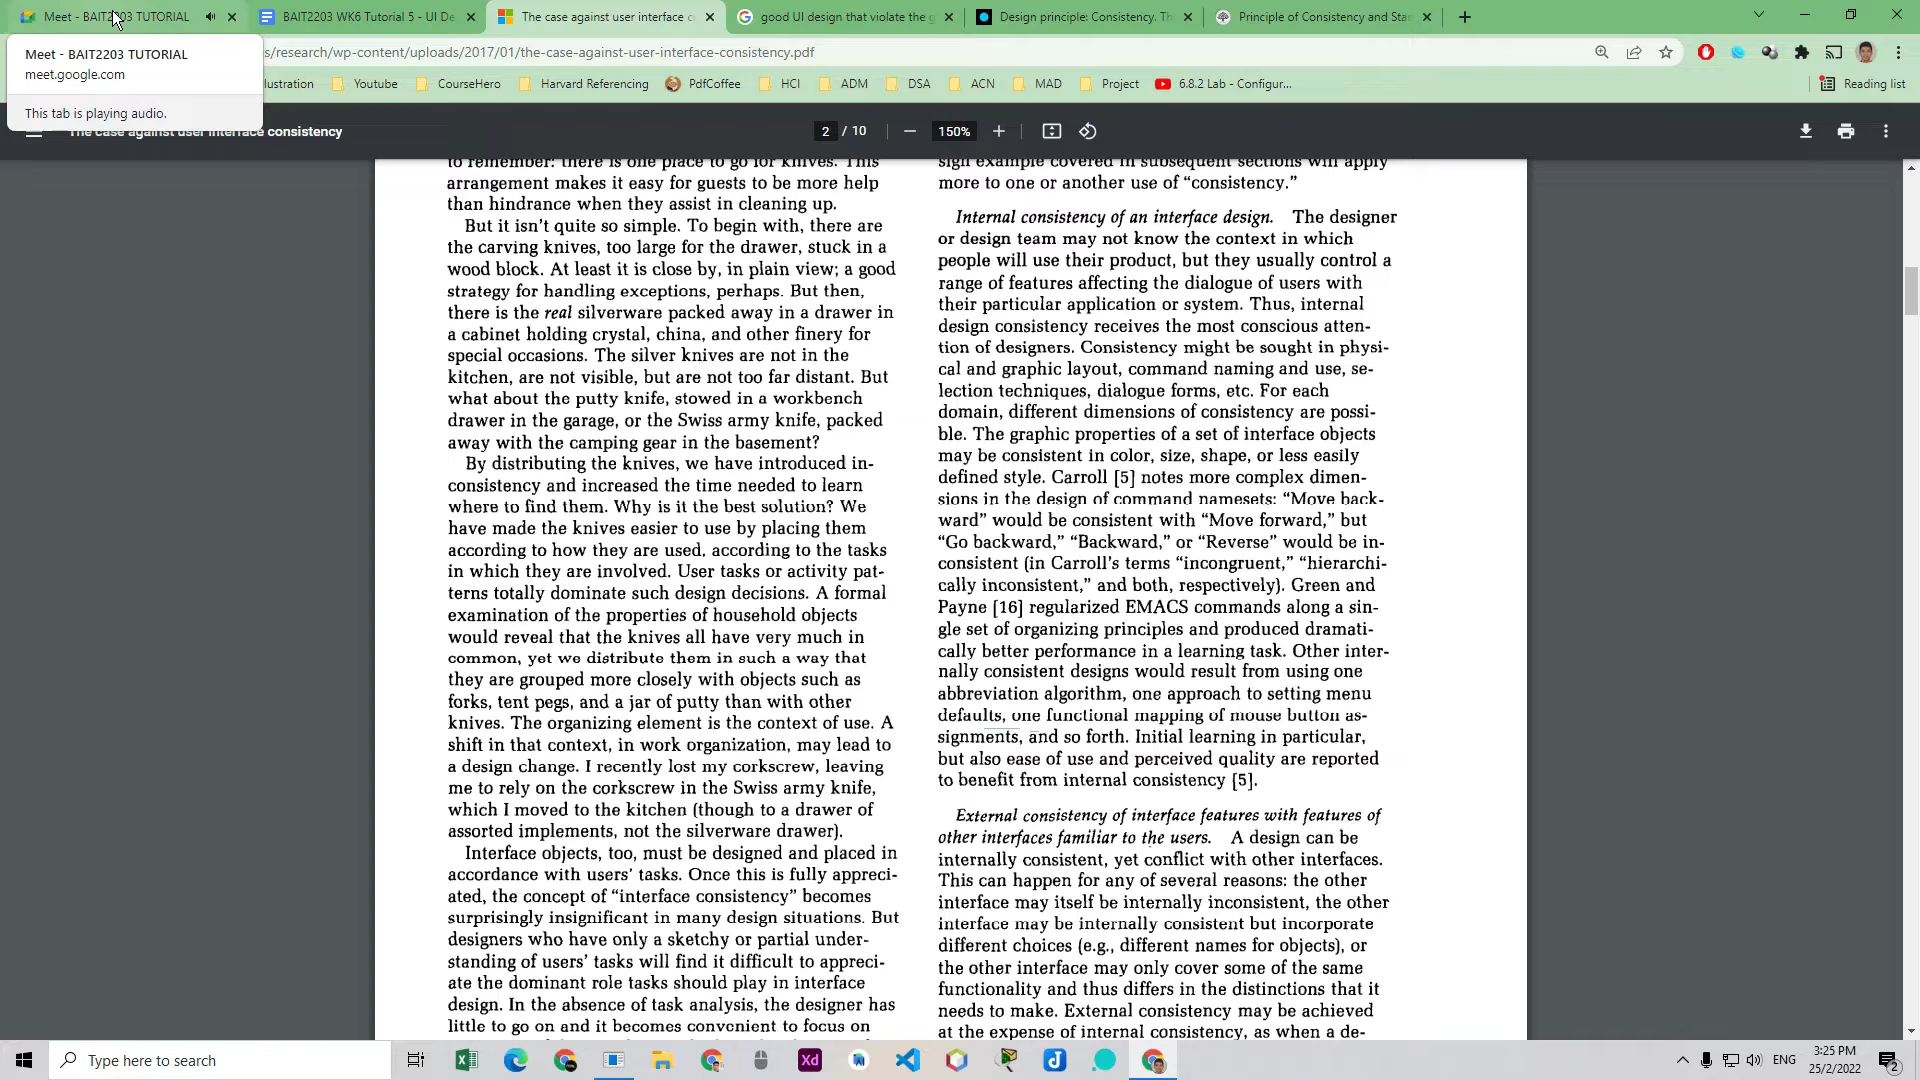 Meet - BAIT2203 TUTORIAL
BAIT2203 WK6 Tutorial 5 - UI De
The case against user interface c
good UI design that violate the g
Design principle: Consistency. Th
Principle of Consistency and Sta
Meet - BAIT2203 TUTORIAL
meet.google.com
This tab is playing audio.
s/research/wp-content/uploads/2017/01/the-case-against-user-interface-consistency.pdf
lustration
Youtube
CourseHero
Harvard Referencing
PdfCoffee
HCI
ADM
DSA
ACN
MAD
Project
6.8.2 Lab - Configur...
Reading list
The case against user interface consistency
2 / 10
150%
to remember: there is one place to go for knives. This
arrangement makes it easy for guests to be more help
than hindrance when they assist in cleaning up.
But it isn't quite so simple. To begin with, there are
the carving knives, too large for the drawer, stuck in a
wood block. At least it is close by, in plain view; a good
strategy for handling exceptions, perhaps. But then,
there is the real silverware packed away in a drawer in
a cabinet holding crystal, china, and other finery for
special occasions. The silver knives are not in the
kitchen, are not visible, but are not too far distant. But
what about the putty knife, stowed in a workbench
drawer in the garage, or the Swiss army knife, packed
away with the camping gear in the basement?
By distributing the knives, we have introduced in-
consistency and increased the time needed to learn
where to find them. Why is it the best solution? We
have made the knives easier to use by placing them
according to how they are used, according to the tasks
in which they are involved. User tasks or activity pat-
terns totally dominate such design decisions. A formal
examination of the properties of household objects
would reveal that the knives all have very much in
common, yet we distribute them in such a way that
they are grouped more closely with objects such as
forks, tent pegs, and a jar of putty than with other
knives. The organizing element is the context of use. A
shift in that context, in work organization, may lead to
a design change. I recently lost my corkscrew, leaving
me to rely on the corkscrew in the Swiss army knife,
which I moved to the kitchen (though to a drawer of
assorted implements, not the silverware drawer).
Interface objects, too, must be designed and placed in
accordance with users' tasks. Once this is fully appreci-
ated, the concept of "interface consistency" becomes
surprisingly insignificant in many design situations. But
designers who have only a sketchy or partial under-
standing of users' tasks will find it difficult to appreci-
ate the dominant role tasks should play in interface
design. In the absence of task analysis, the designer has
little to go on and it becomes convenient to focus on
sign example covered in subsequent sections will apply
more to one or another use of "consistency."
Internal consistency of an interface design. The designer
or design team may not know the context in which
people will use their product, but they usually control a
range of features affecting the dialogue of users with
their particular application or system. Thus, internal
design consistency receives the most conscious atten-
tion of designers. Consistency might be sought in physi-
cal and graphic layout, command naming and use, se-
lection techniques, dialogue forms, etc. For each
domain, different dimensions of consistency are possi-
ble. The graphic properties of a set of interface objects
may be consistent in color, size, shape, or less easily
defined style. Carroll [5] notes more complex dimen-
sions in the design of command namesets: "Move back-
ward" would be consistent with "Move forward," but
"Go backward," "Backward," or "Reverse" would be in-
consistent (in Carroll's terms "incongruent," "hierarchi-
cally inconsistent," and both, respectively). Green and
Payne [16] regularized EMACS commands along a sin-
gle set of organizing principles and produced dramati-
cally better performance in a learning task. Other inter-
nally consistent designs would result from using one
abbreviation algorithm, one approach to setting menu
defaults, one functional mapping of mouse button as-
signments, and so forth. Initial learning in particular,
but also ease of use and perceived quality are reported
to benefit from internal consistency [5].
External consistency of interface features with features of
other interfaces familiar to the users. A design can be
internally consistent, yet conflict with other interfaces.
This can happen for any of several reasons: the other
interface may itself be internally inconsistent, the other
interface may be internally consistent but incorporate
different choices (e.g., different names for objects), or
the other interface may only cover some of the same
functionality and thus differs in the distinctions that it
needs to make. External consistency may be achieved
at the expense of internal consistency, as when a de-
Type here to search
ENG
3:25 PM
25/2/2022
2